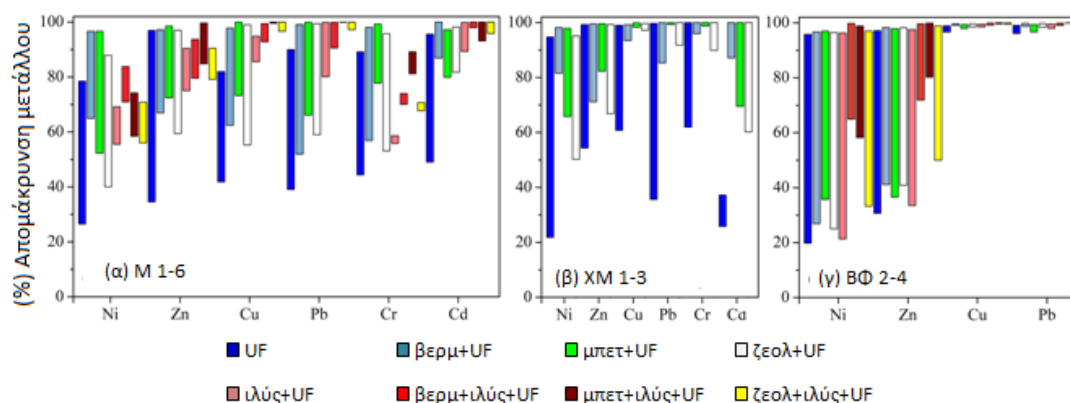 (%) Απομάκρυνση μετάλλου
100 100 100
80 80 80
60 60 60
40 40 40
20 20 20
0 0 0
(α) Μ 1-6 (β) ΧΜ 1-3 (γ) ΒΦ 2-4
Ni Zn Cu Pb Cr Cd Ni Zn Cu Pb Cr Cd Ni Zn Cu Pb
UF βερμ+UF μπετ+UF ζεολ+UF
ιλύς+UF βερμ+ιλύς+UF μπετ+ιλύς+UF ζεολ+ιλύς+UF